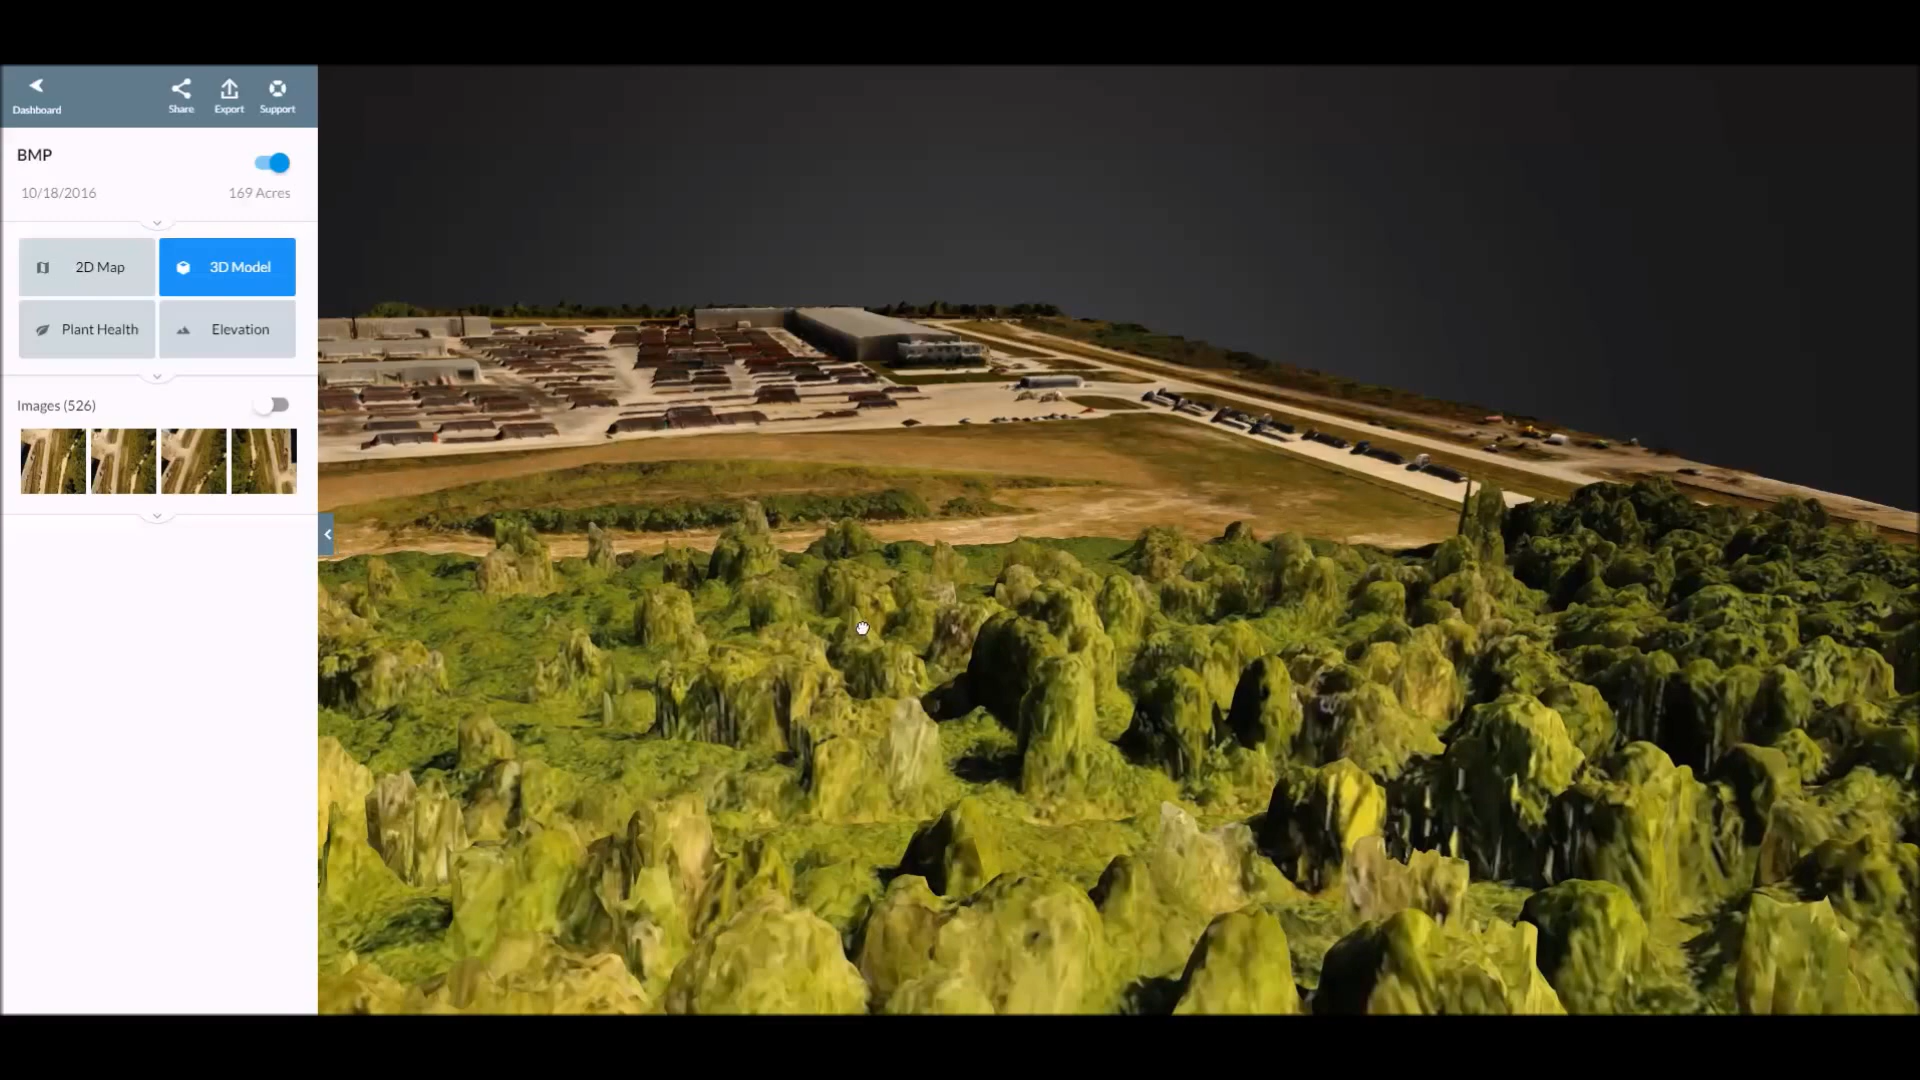 Dashboard Share Export Support
BMP
10/18/2016 169 Acres
2D Map 3D Model
Plant Health Elevation
Images (526)